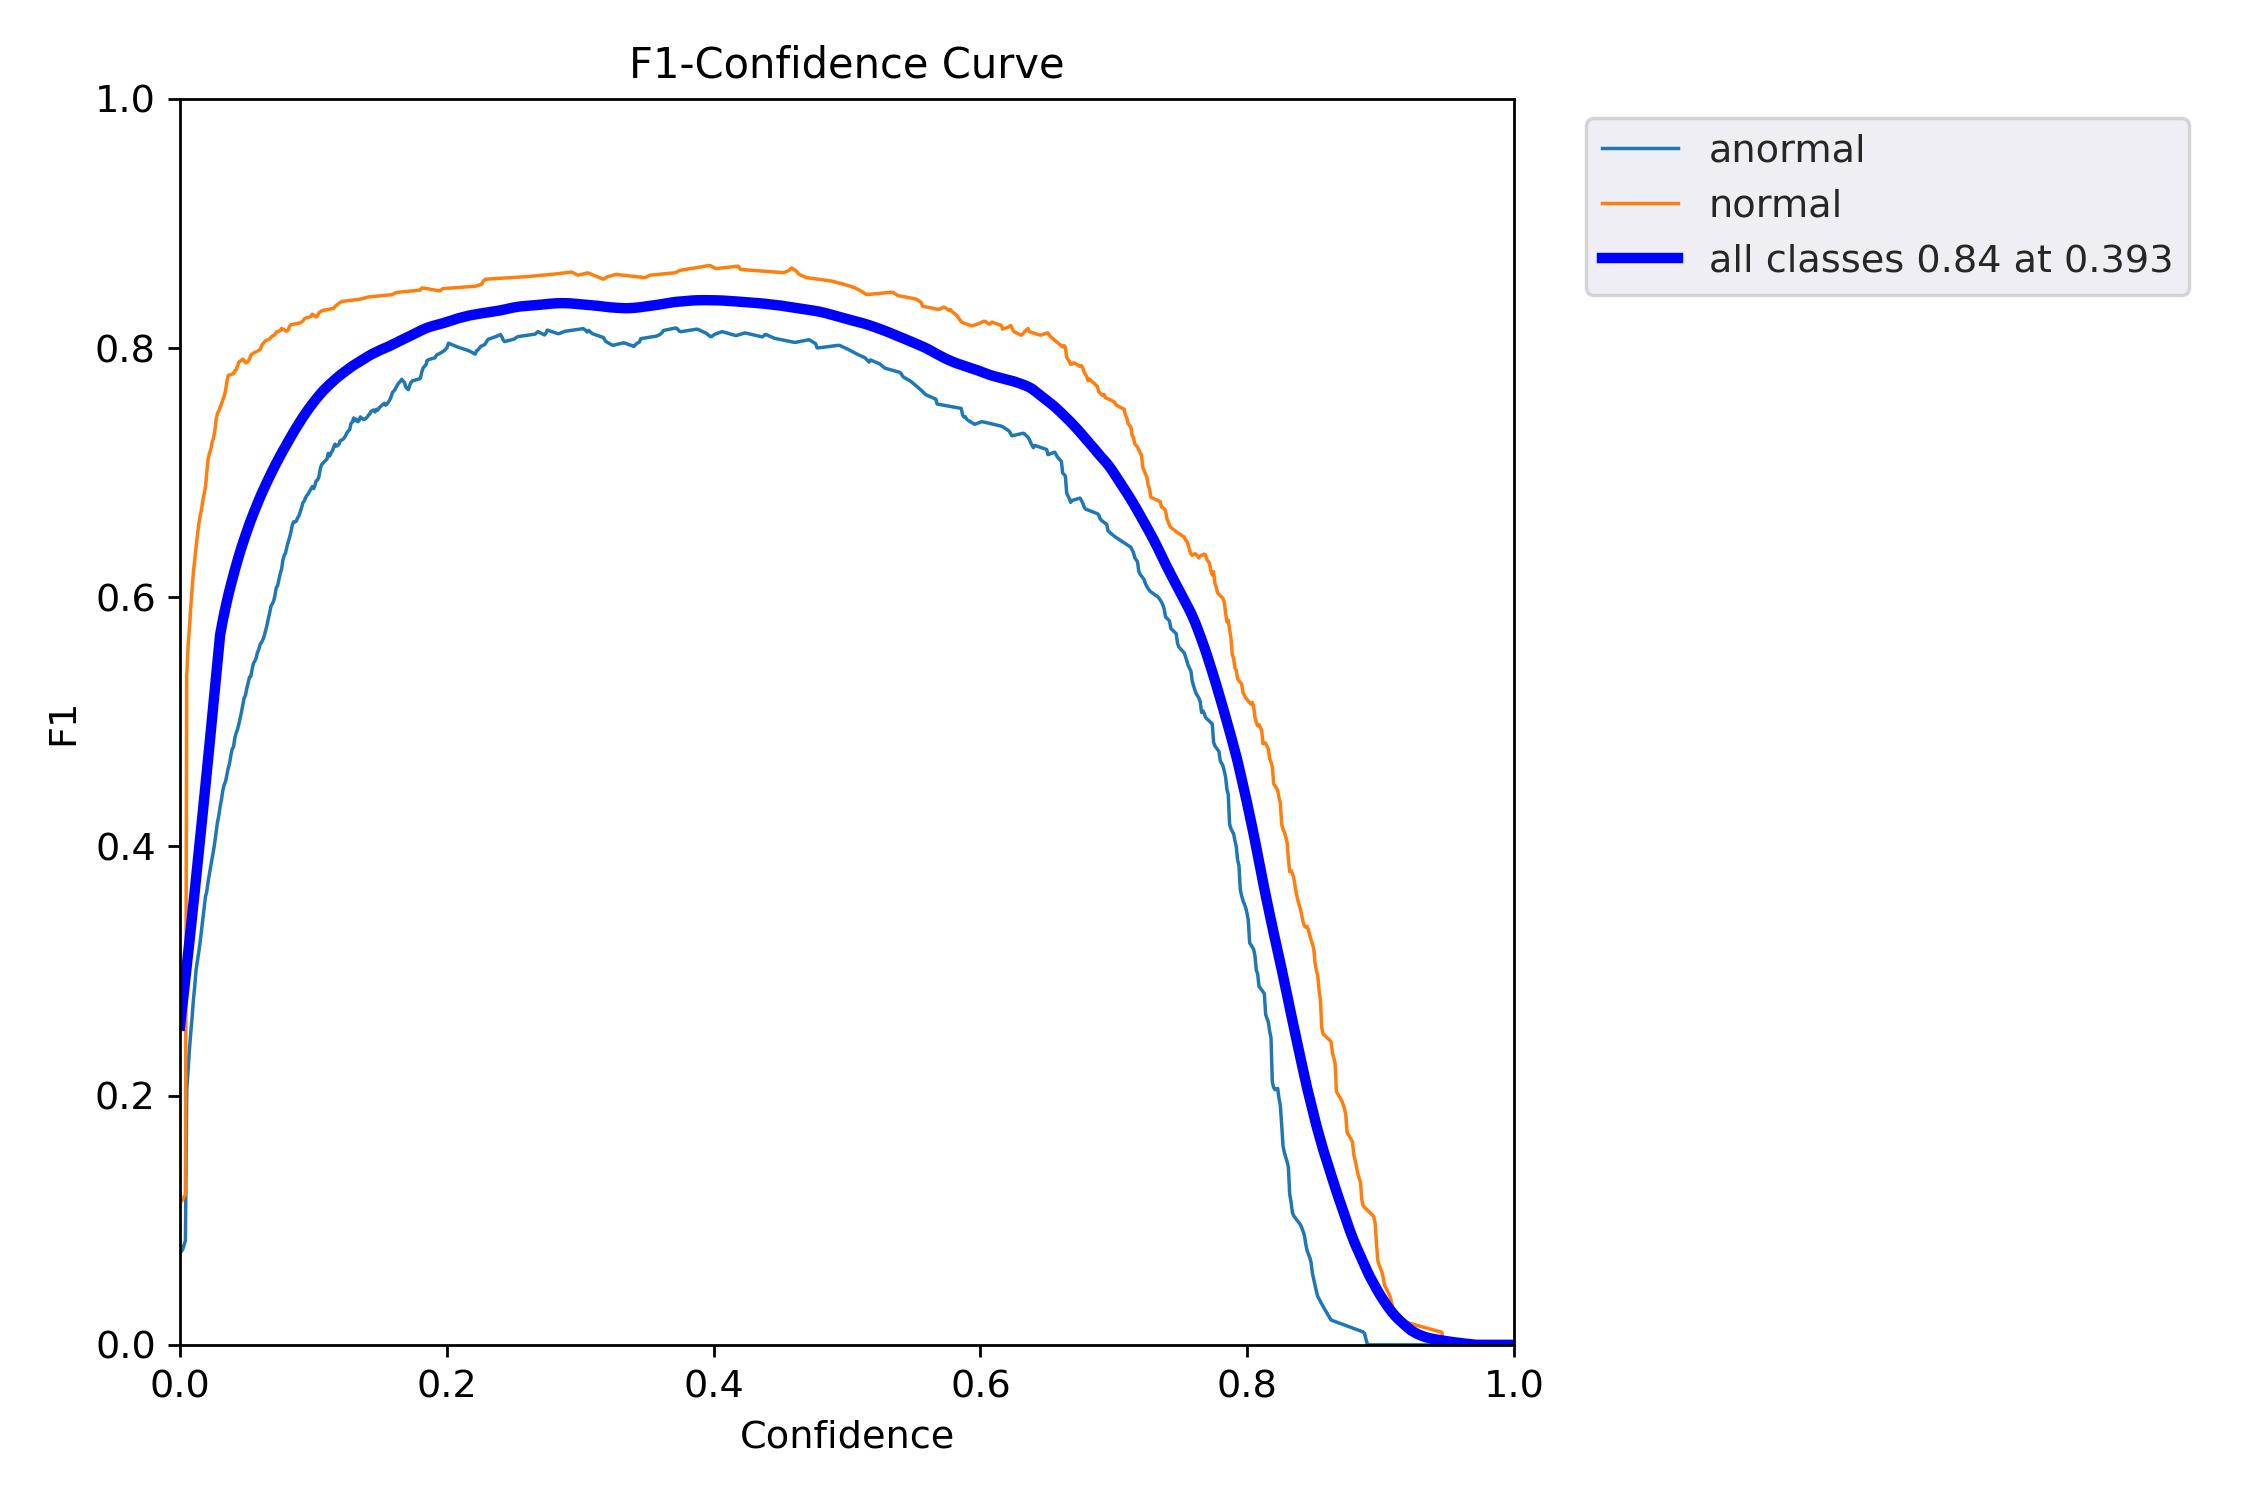 F1-Confidence Curve
1.0
0.8
0.6
0.4
0.2
0.0
F1
0.0 0.2 0.4 0.6 0.8 1.0
Confidence
anormal
normal
all classes 0.84 at 0.393